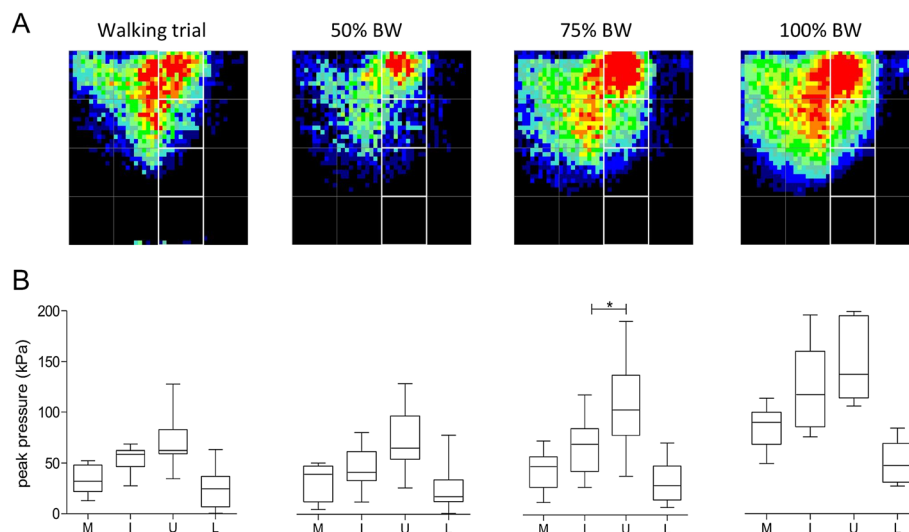 A
Walking trial
50% BW
75% BW
100% BW
B
peak pressure (kPa)
200
150
100
50
0
*
M I U L
M I U L
M I U L
M I U L